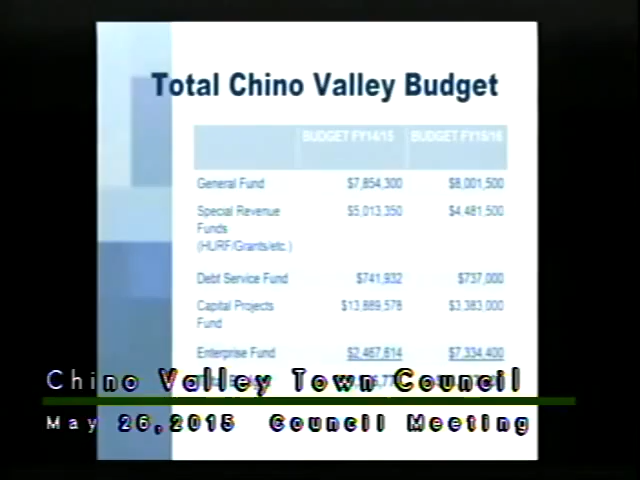 Total Chino Valley Budget
BUDGET FY14/15 BUDGET FY15/16
General Fund $7,854,300 $8,001,500
Special Revenue $5,013,350 $4,481,500
Funds
(HURF/Grants/etc.)
Debt Service Fund $741,932 $737,000
Capital Projects $13,889,578 $3,383,000
Fund
Enterprise Fund $2,467,614 $7,334,400
Chino Valley Town Council
May 26,2015 Council Meeting